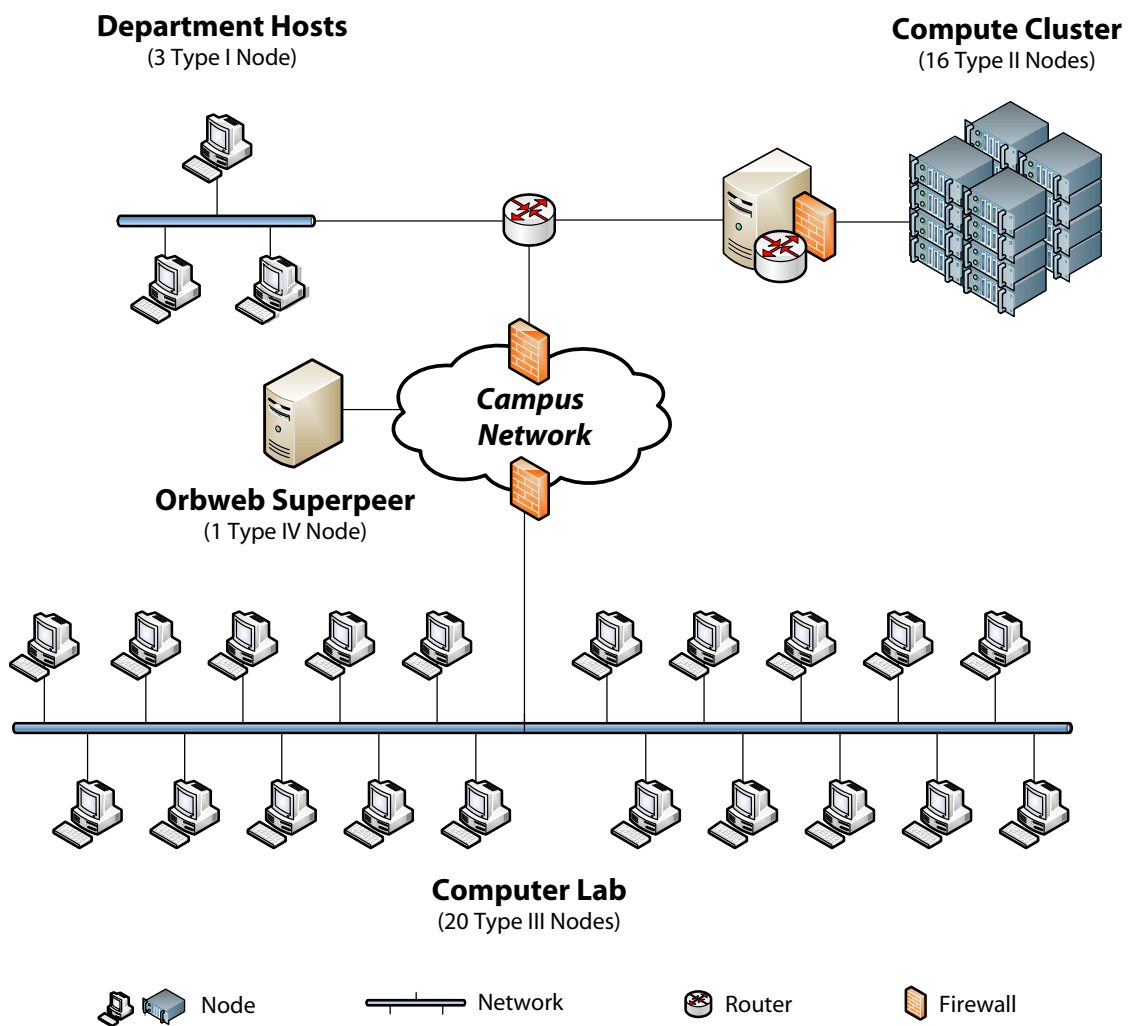 Department Hosts
(3 Type I Node)
Compute Cluster
(16 Type II Nodes)
Campus
Network
Orbweb Superpeer
(1 Type IV Node)
Computer Lab
(20 Type III Nodes)
Node
Network
Router
Firewall